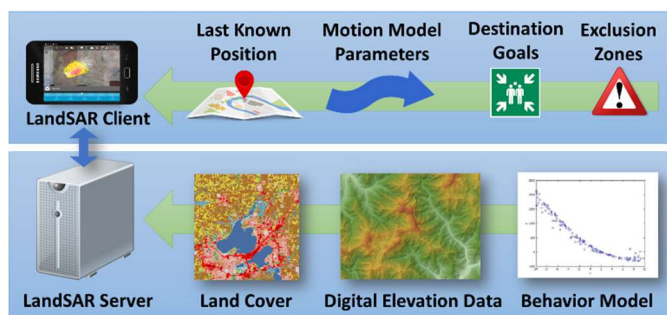 Last Known
Position
Motion Model
Parameters
Destination
Goals
Exclusion
Zones
LandSAR Client
LandSAR Server
Land Cover
Digital Elevation Data
Behavior Model